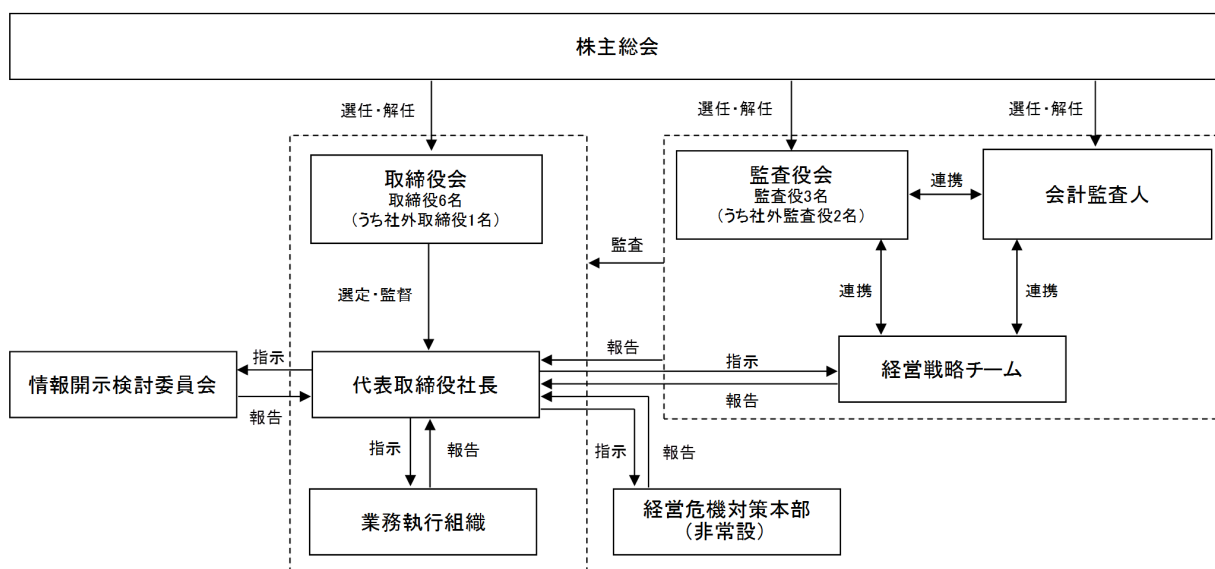 株主総会
選任・解任
選任・解任
選任・解任
取締役会
取締役6名
（うち社外取締役1名）
監査役会
監査役3名
（うち社外監査役2名）
連携
会計監査人
監査
選定・監督
連携
連携
情報開示検討委員会
指示
報告
代表取締役社長
報告
指示
報告
経営戦略チーム
指示
報告
指示
報告
業務執行組織
経営危機対策本部
（非常設）